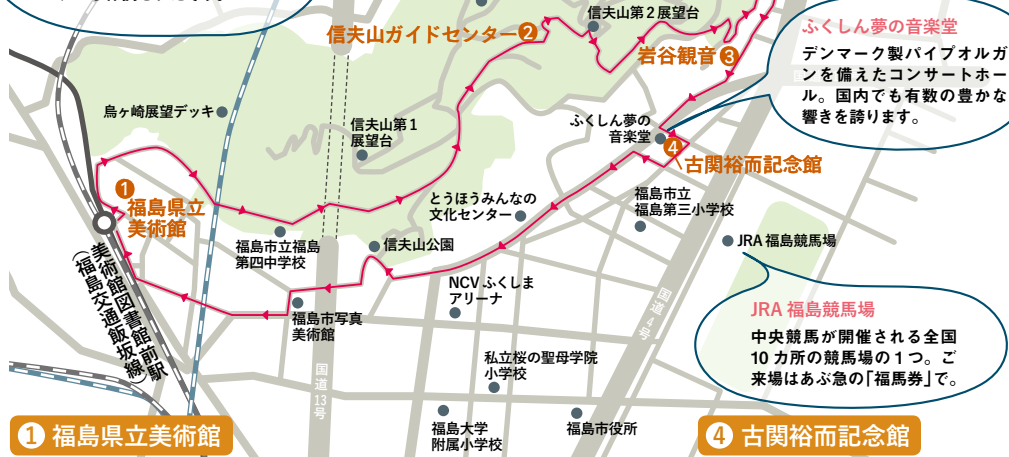 信夫山第2展望台
信夫山ガイドセンター❷
岩谷観音❸
ふくしん夢の音楽堂
デンマーク製パイプオルガ
ンを備えたコンサートホー
ル。国内でも有数の豊かな
響きを誇ります。
烏ヶ崎展望デッキ
信夫山第1
展望台
ふくしん夢の
音楽堂
❹
古関裕而記念館
❶
福島県立
美術館
とうほうみんなの
文化センター
福島市立
福島第三小学校
福島市立福島
第四中学校
信夫山公園
JRA 福島競馬場
美術館図書館前駅
(福島交通飯坂線)
NCV ふくしま
アリーナ
国道4号
福島市写真
美術館
JRA 福島競馬場
中央競馬が開催される全国
10 カ所の競馬場の1つ。ご
来場はあぶ急の「福馬券」で。
私立桜の聖母学院
小学校
国道13号
福島大学
附属小学校
福島市役所
❶ 福島県立美術館
❹ 古関裕而記念館